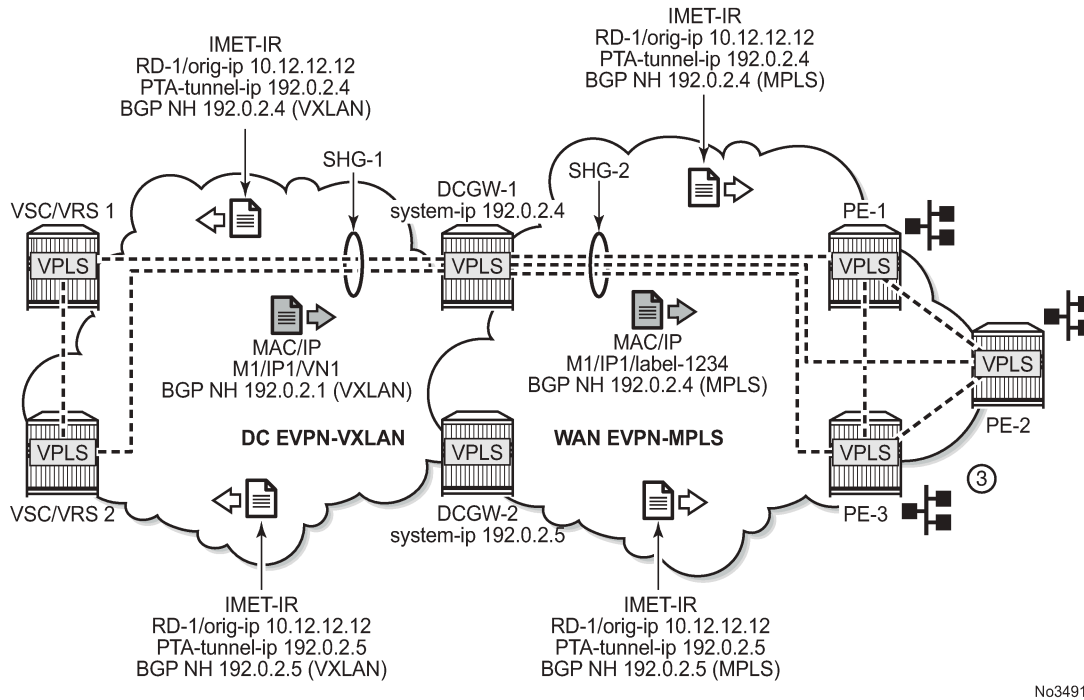 IMET-IR
RD-1/orig-ip 10.12.12.12
PTA-tunnel-ip 192.0.2.4
BGP NH 192.0.2.4 (VXLAN)
IMET-IR
RD-1/orig-ip 10.12.12.12
PTA-tunnel-ip 192.0.2.4
BGP NH 192.0.2.4 (MPLS)
SHG-1
SHG-2
VSC/VRS 1
DCGW-1
system-ip 192.0.2.4
PE-1
VPLS
VPLS
VPLS
MAC/IP
M1/IP1/VN1
BGP NH 192.0.2.1 (VXLAN)
MAC/IP
M1/IP1/label-1234
BGP NH 192.0.2.4 (MPLS)
VPLS
PE-2
DC EVPN-VXLAN
WAN EVPN-MPLS
VPLS
VPLS
VPLS
3
VSC/VRS 2
DCGW-2
system-ip 192.0.2.5
PE-3
IMET-IR
RD-1/orig-ip 10.12.12.12
PTA-tunnel-ip 192.0.2.5
BGP NH 192.0.2.5 (VXLAN)
IMET-IR
RD-1/orig-ip 10.12.12.12
PTA-tunnel-ip 192.0.2.5
BGP NH 192.0.2.5 (MPLS)
No3491